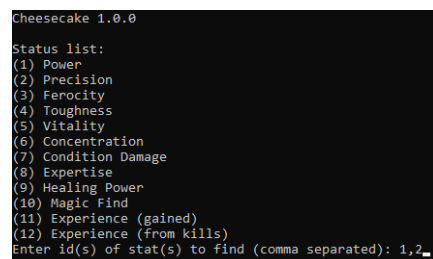 Cheesecake 1.0.0
Status list:
(1) Power
(2) Precision
(3) Ferocity
(4) Toughness
(5) Vitality
(6) Concentration
(7) Condition Damage
(8) Expertise
(9) Healing Power
(10) Magic Find
(11) Experience (gained)
(12) Experience (from kills)
Enter id(s) of stat(s) to find (comma separated): 1,2_